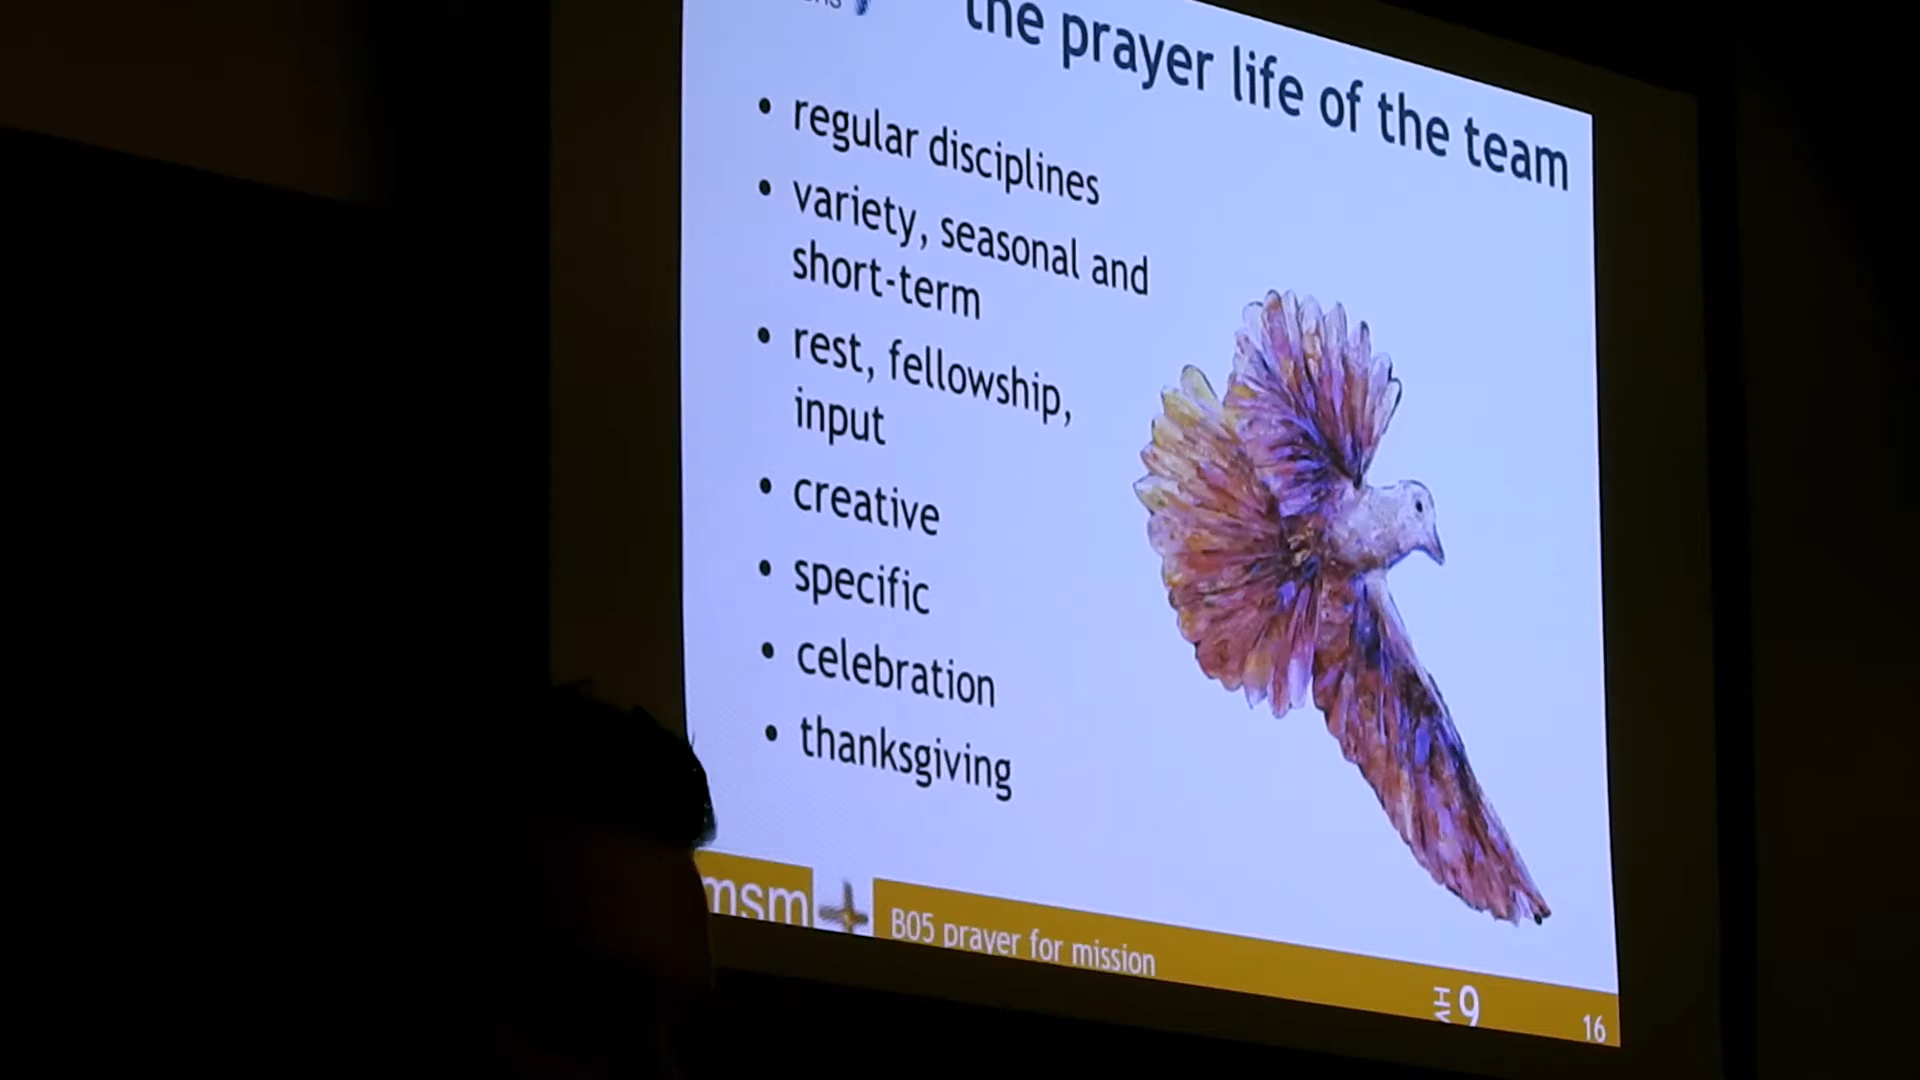 the prayer life of the team
• regular disciplines
• variety, seasonal and
short-term
• rest, fellowship,
input
• creative
• specific
• celebration
• thanksgiving
msm
B05 prayer for mission
9
16